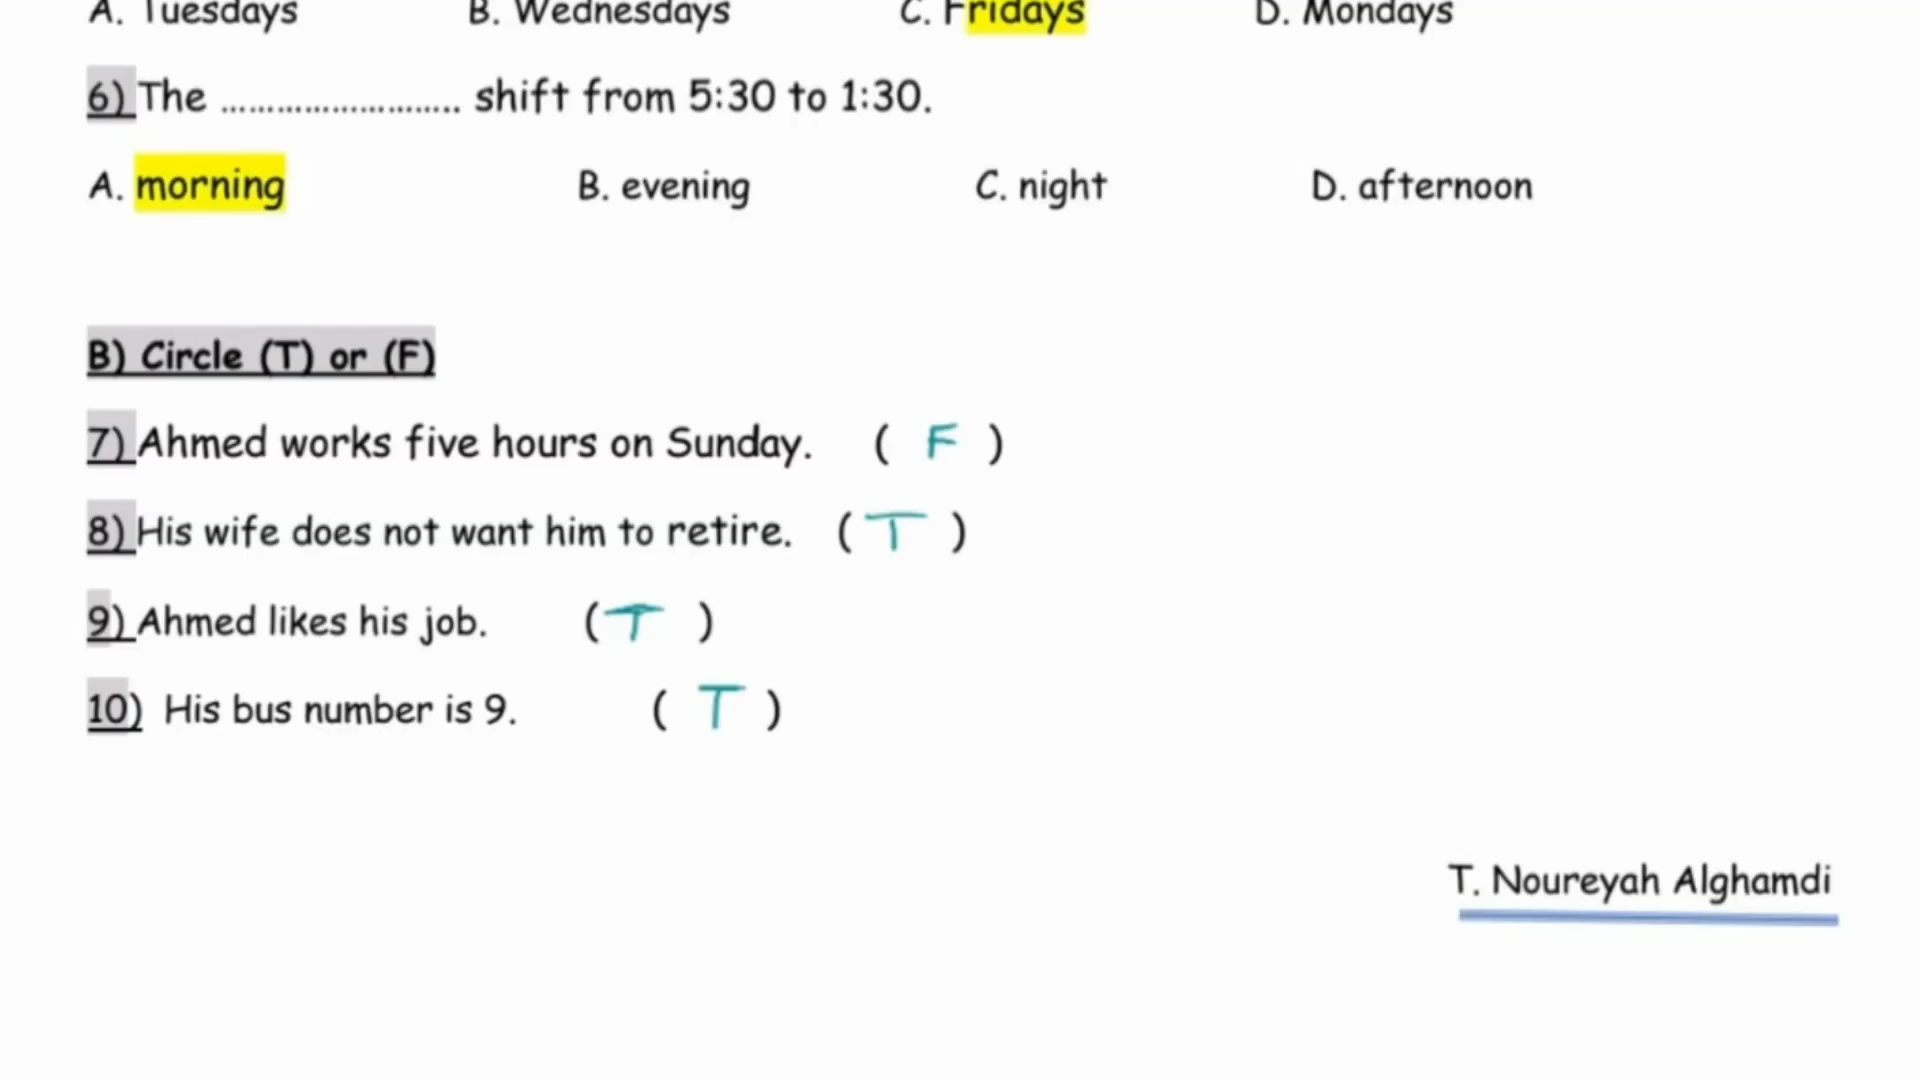 A. Tuesdays B. Wednesdays C. Fridays D. Mondays
6) The .......................... shift from 5:30 to 1:30.
A. morning B. evening C. night D. afternoon
B) Circle (T) or (F)
7) Ahmed works five hours on Sunday. ( F )
8) His wife does not want him to retire. ( T )
9) Ahmed likes his job. ( T )
10) His bus number is 9. ( T )
T. Noureyah Alghamdi